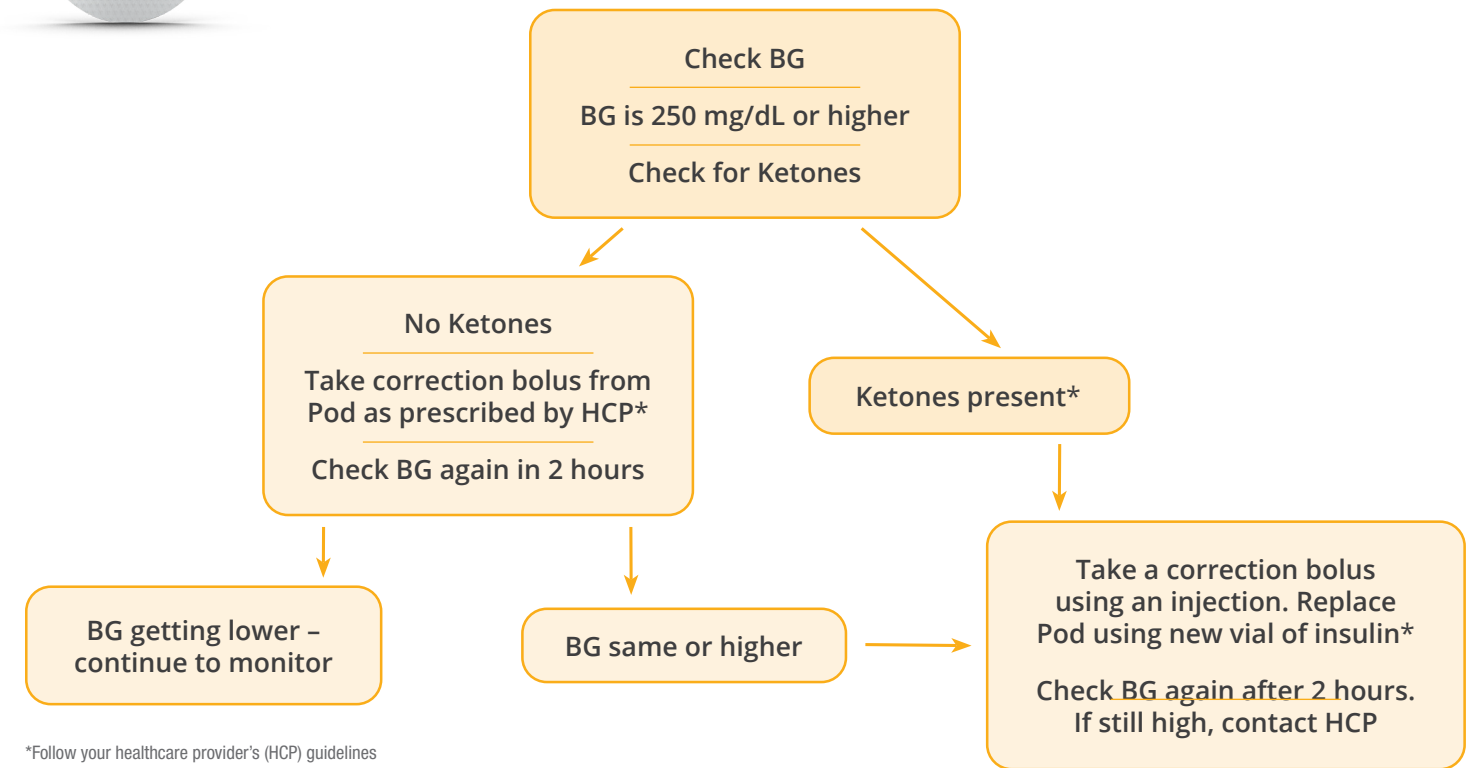 Check BG
BG is 250 mg/dL or higher
Check for Ketones
No Ketones
Take correction bolus from
Pod as prescribed by HCP*
Check BG again in 2 hours
Ketones present*
BG getting lower –
continue to monitor
BG same or higher
Take a correction bolus
using an injection. Replace
Pod using new vial of insulin*
Check BG again after 2 hours.
If still high, contact HCP
*Follow your healthcare provider’s (HCP) guidelines